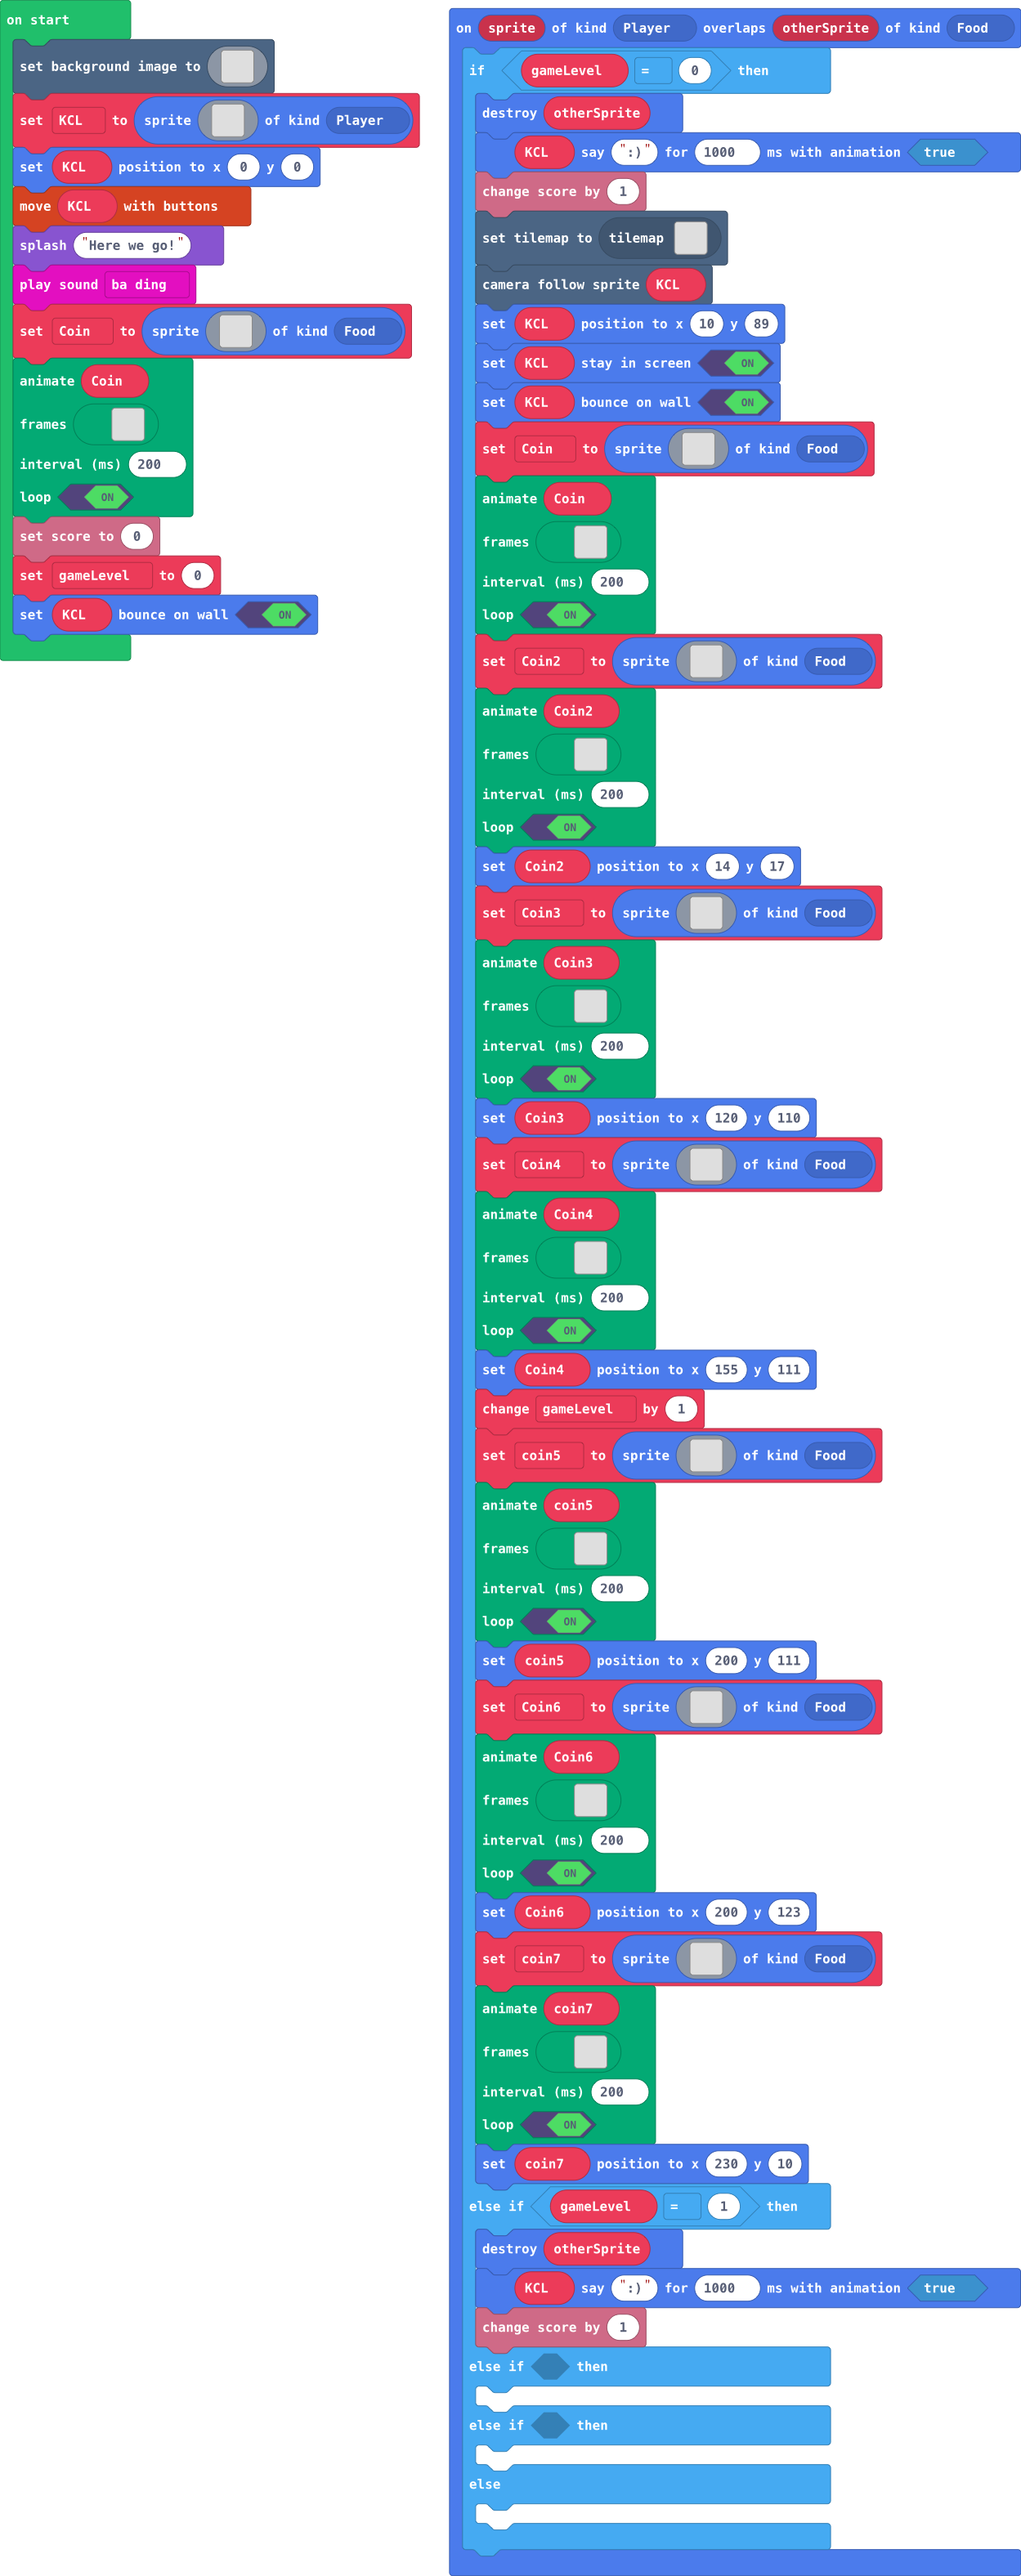 on start
set background image to
set KCL to sprite of kind Player
set KCL position to x 0 y 0
move KCL with buttons
splash "Here we go!"
play sound ba ding
set Coin to sprite of kind Food
animate Coin
frames
interval (ms) 200
loop ON
set score to 0
set gameLevel to 0
set KCL bounce on wall ON
on sprite of kind Player overlaps otherSprite of kind Food
if gameLevel = 0 then
destroy otherSprite
KCL say ":)" for 1000 ms with animation true
change score by 1
set tilemap to tilemap
camera follow sprite KCL
set KCL position to x 10 y 89
set KCL stay in screen ON
set KCL bounce on wall ON
set Coin to sprite of kind Food
animate Coin
frames
interval (ms) 200
loop ON
set Coin2 to sprite of kind Food
animate Coin2
frames
interval (ms) 200
loop ON
set Coin2 position to x 14 y 17
set Coin3 to sprite of kind Food
animate Coin3
frames
interval (ms) 200
loop ON
set Coin3 position to x 120 y 110
set Coin4 to sprite of kind Food
animate Coin4
frames
interval (ms) 200
loop ON
set Coin4 position to x 155 y 111
change gameLevel by 1
set coin5 to sprite of kind Food
animate coin5
frames
interval (ms) 200
loop ON
set coin5 position to x 200 y 111
set Coin6 to sprite of kind Food
animate Coin6
frames
interval (ms) 200
loop ON
set Coin6 position to x 200 y 123
set coin7 to sprite of kind Food
animate coin7
frames
interval (ms) 200
loop ON
set coin7 position to x 230 y 10
else if gameLevel = 1 then
destroy otherSprite
KCL say ":)" for 1000 ms with animation true
change score by 1
else if then
else if then
else